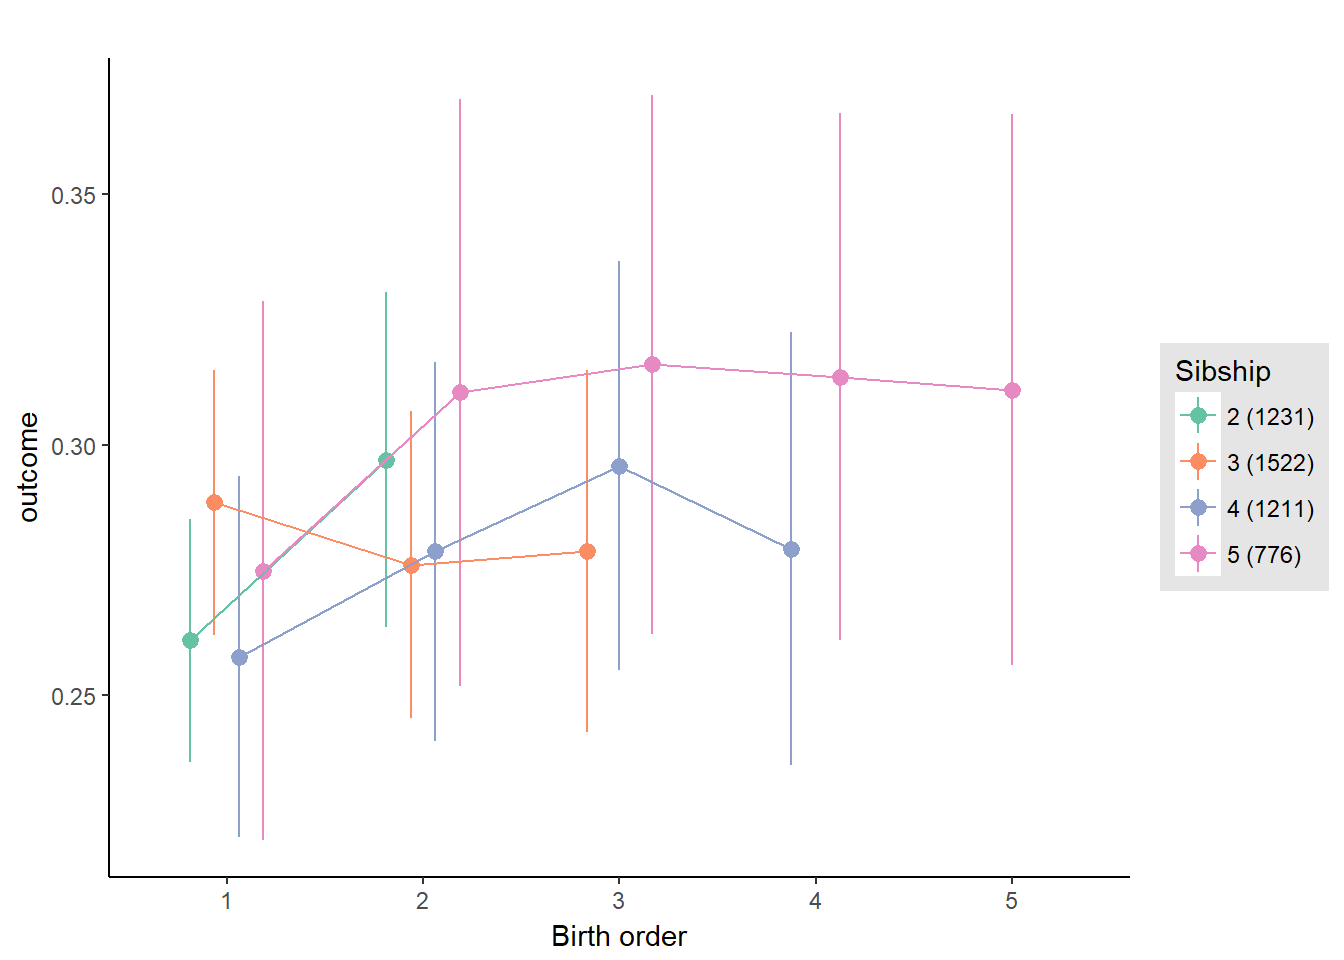 0.35
0.30
0.25
outcome
1 2 3 4 5
Birth order
Sibship
2 (1231)
3 (1522)
4 (1211)
5 (776)